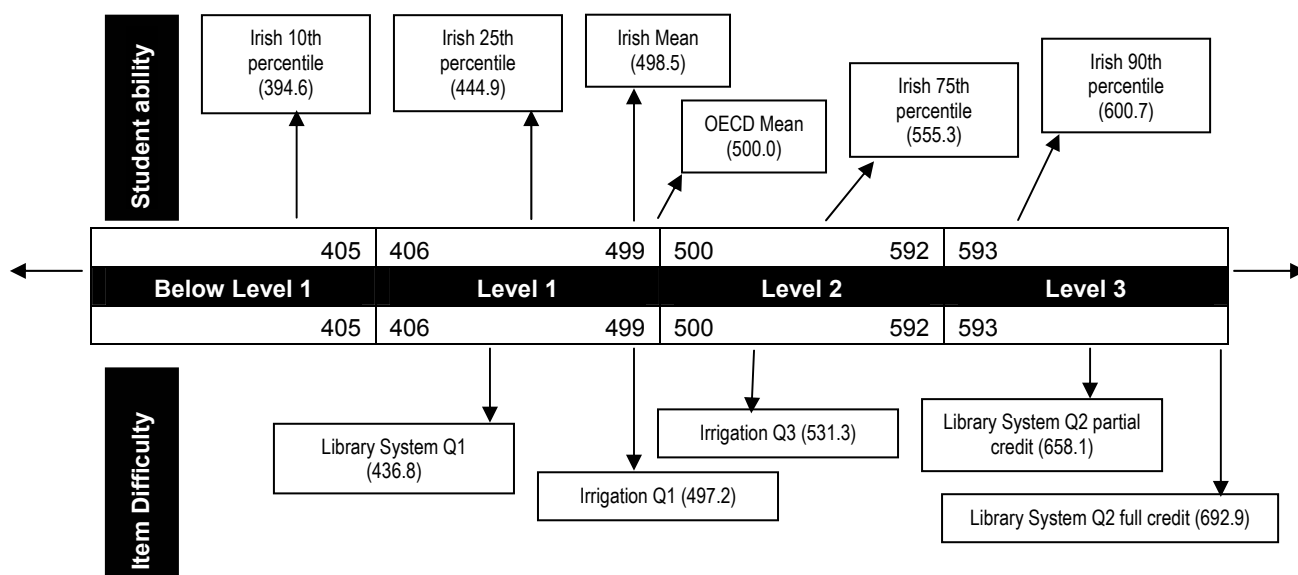 Student ability
Irish 10th
percentile
(394.6)
Irish 25th
percentile
(444.9)
Irish Mean
(498.5)
OECD Mean
(500.0)
Irish 75th
percentile
(555.3)
Irish 90th
percentile
(600.7)
405 406 499 500 592 593
Below Level 1 Level 1 Level 2 Level 3
405 406 499 500 592 593
Item Difficulty
Library System Q1
(436.8)
Irrigation Q1 (497.2)
Irrigation Q3 (531.3)
Library System Q2 partial
credit (658.1)
Library System Q2 full credit (692.9)